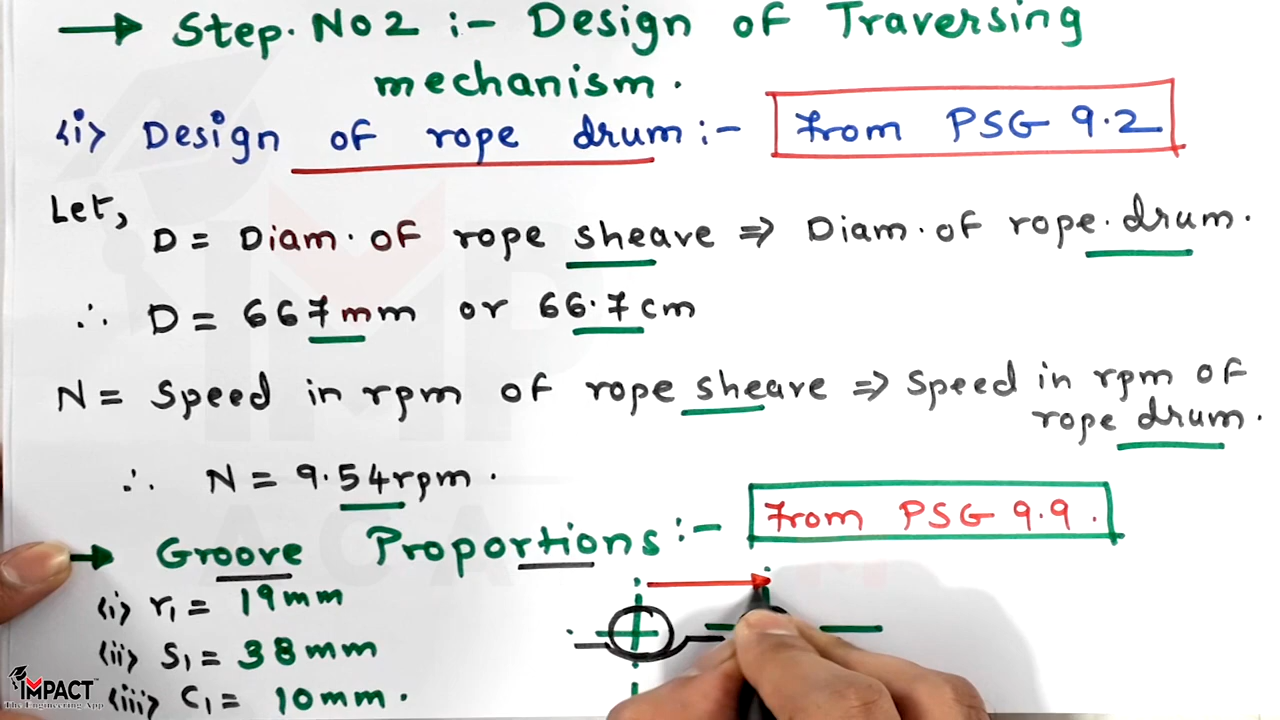 → Step. No 2 :- Design of Traversing
mechanism.
(i) Design of rope drum :- From PSG 9.2
Let,
D = Diam. of rope sheave ⇒ Diam. of rope drum.
∴ D = 667mm or 66.7cm
N = Speed in rpm of rope sheave ⇒ Speed in rpm of
rope drum.
∴ N = 9.54rpm.
→ Groove Proportions :- From PSG 9.9.
(i) r₁ = 19mm
(ii) S₁ = 38mm
(iii) C₁ = 10mm.
IMPACT
The Engineering App